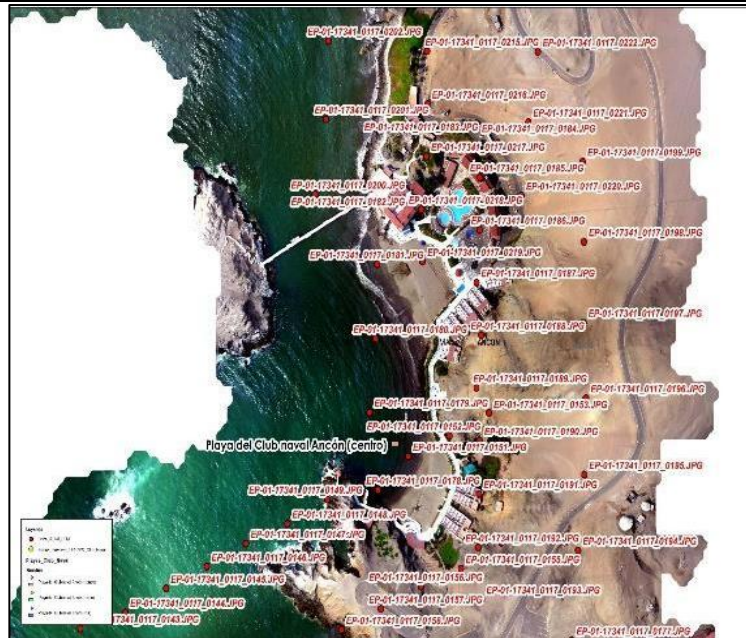 EP-01-17341_0117_0202.JPG
EP-01-17341_0117_0215.JPG
EP-01-17341_0117_0222.JPG
EP-01-17341_0117_0216.JPG
EP-01-17341_0117_0201.JPG
EP-01-17341_0117_0221.JPG
EP-01-17341_0117_0183.JPG
EP-01-17341_0117_0184.JPG
EP-01-17341_0117_0217.JPG
EP-01-17341_0117_0199.JPG
EP-01-17341_0117_0185.JPG
EP-01-17341_0117_0200.JPG
EP-01-17341_0117_0220.JPG
EP-01-17341_0117_0182.JPG
EP-01-17341_0117_0218.JPG
EP-01-17341_0117_0186.JPG
EP-01-17341_0117_0198.JPG
EP-01-17341_0117_0181.JPG
EP-01-17341_0117_0219.JPG
EP-01-17341_0117_0187.JPG
EP-01-17341_0117_0197.JPG
EP-01-17341_0117_0180.JPG
EP-01-17341_0117_0188.JPG
EP-01-17341_0117_0189.JPG
EP-01-17341_0117_0196.JPG
EP-01-17341_0117_0179.JPG
EP-01-17341_0117_0153.JPG
EP-01-17341_0117_0152.JPG
EP-01-17341_0117_0190.JPG
Playa del Club naval Ancón (centro)
EP-01-17341_0117_0151.JPG
EP-01-17341_0117_0195.JPG
EP-01-17341_0117_0178.JPG
EP-01-17341_0117_0149.JPG
EP-01-17341_0117_0191.JPG
EP-01-17341_0117_0148.JPG
EP-01-17341_0117_0147.JPG
EP-01-17341_0117_0192.JPG
EP-01-17341_0117_0194.JPG
EP-01-17341_0117_0146.JPG
EP-01-17341_0117_0155.JPG
EP-01-17341_0117_0145.JPG
EP-01-17341_0117_0156.JPG
EP-01-17341_0117_0193.JPG
EP-01-17341_0117_0144.JPG
EP-01-17341_0117_0157.JPG
17341_0117_0143.JPG
EP-01-17341_0117_0158.JPG
EP-01-17341_0117_0177.JPG